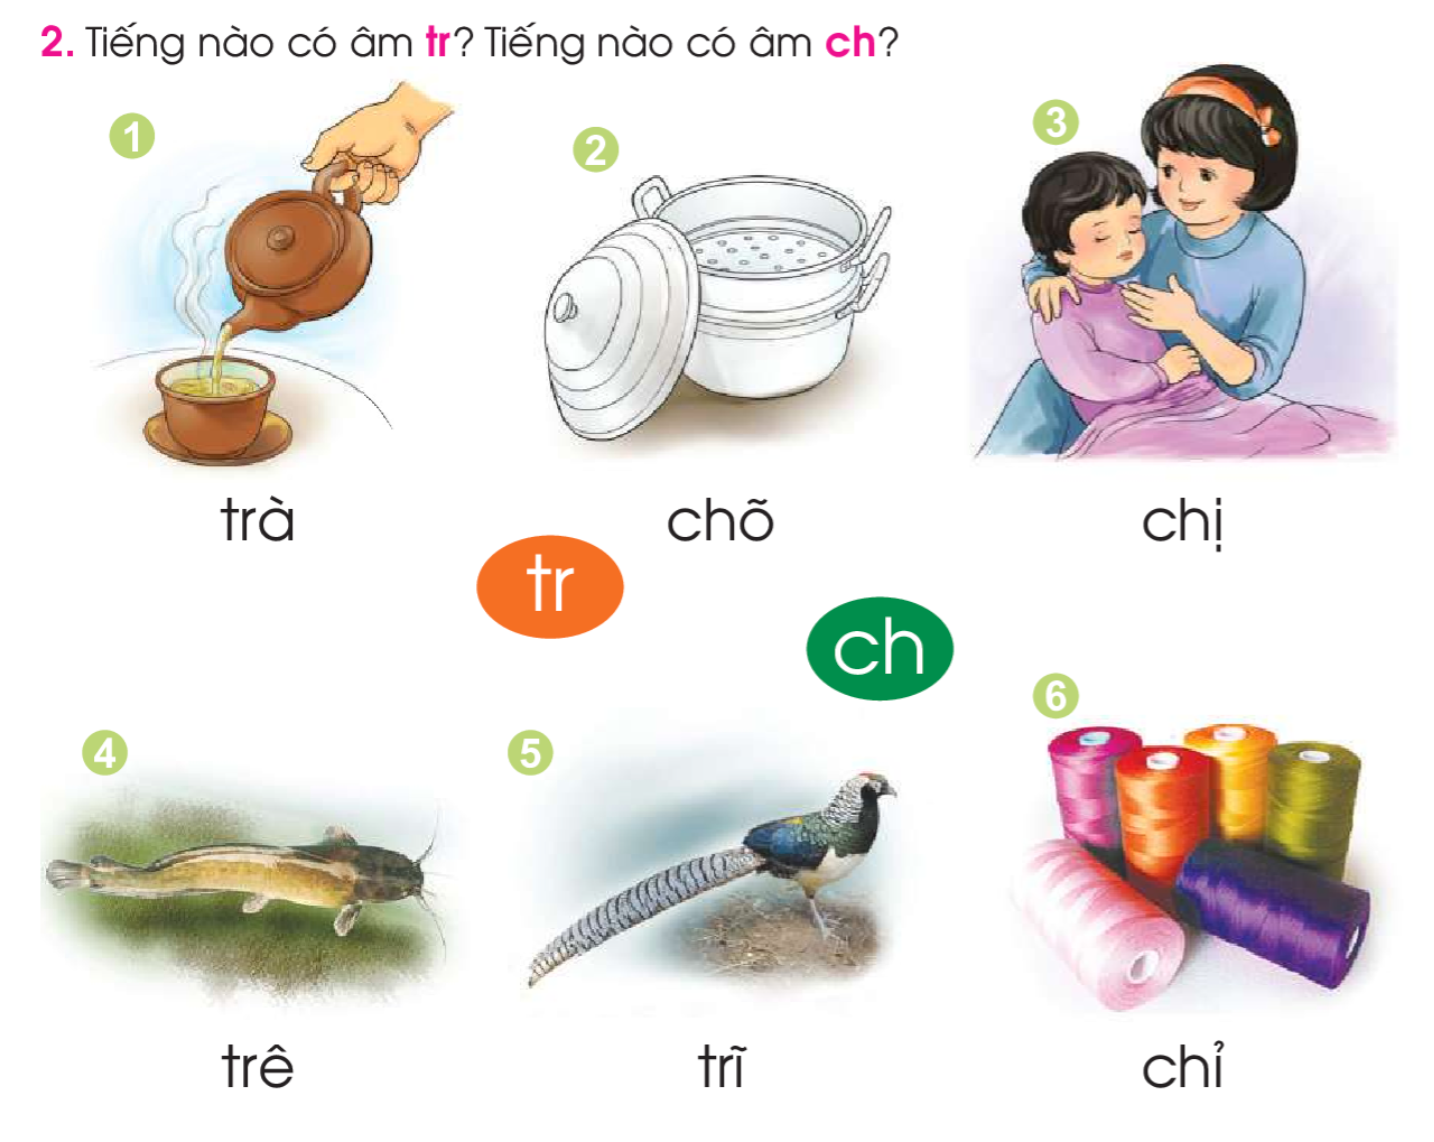 2. Tiếng nào có âm tr? Tiếng nào có âm ch?
1
2
3
trà
chõ
chị
tr
ch
4
5
6
trê
trĩ
chỉ